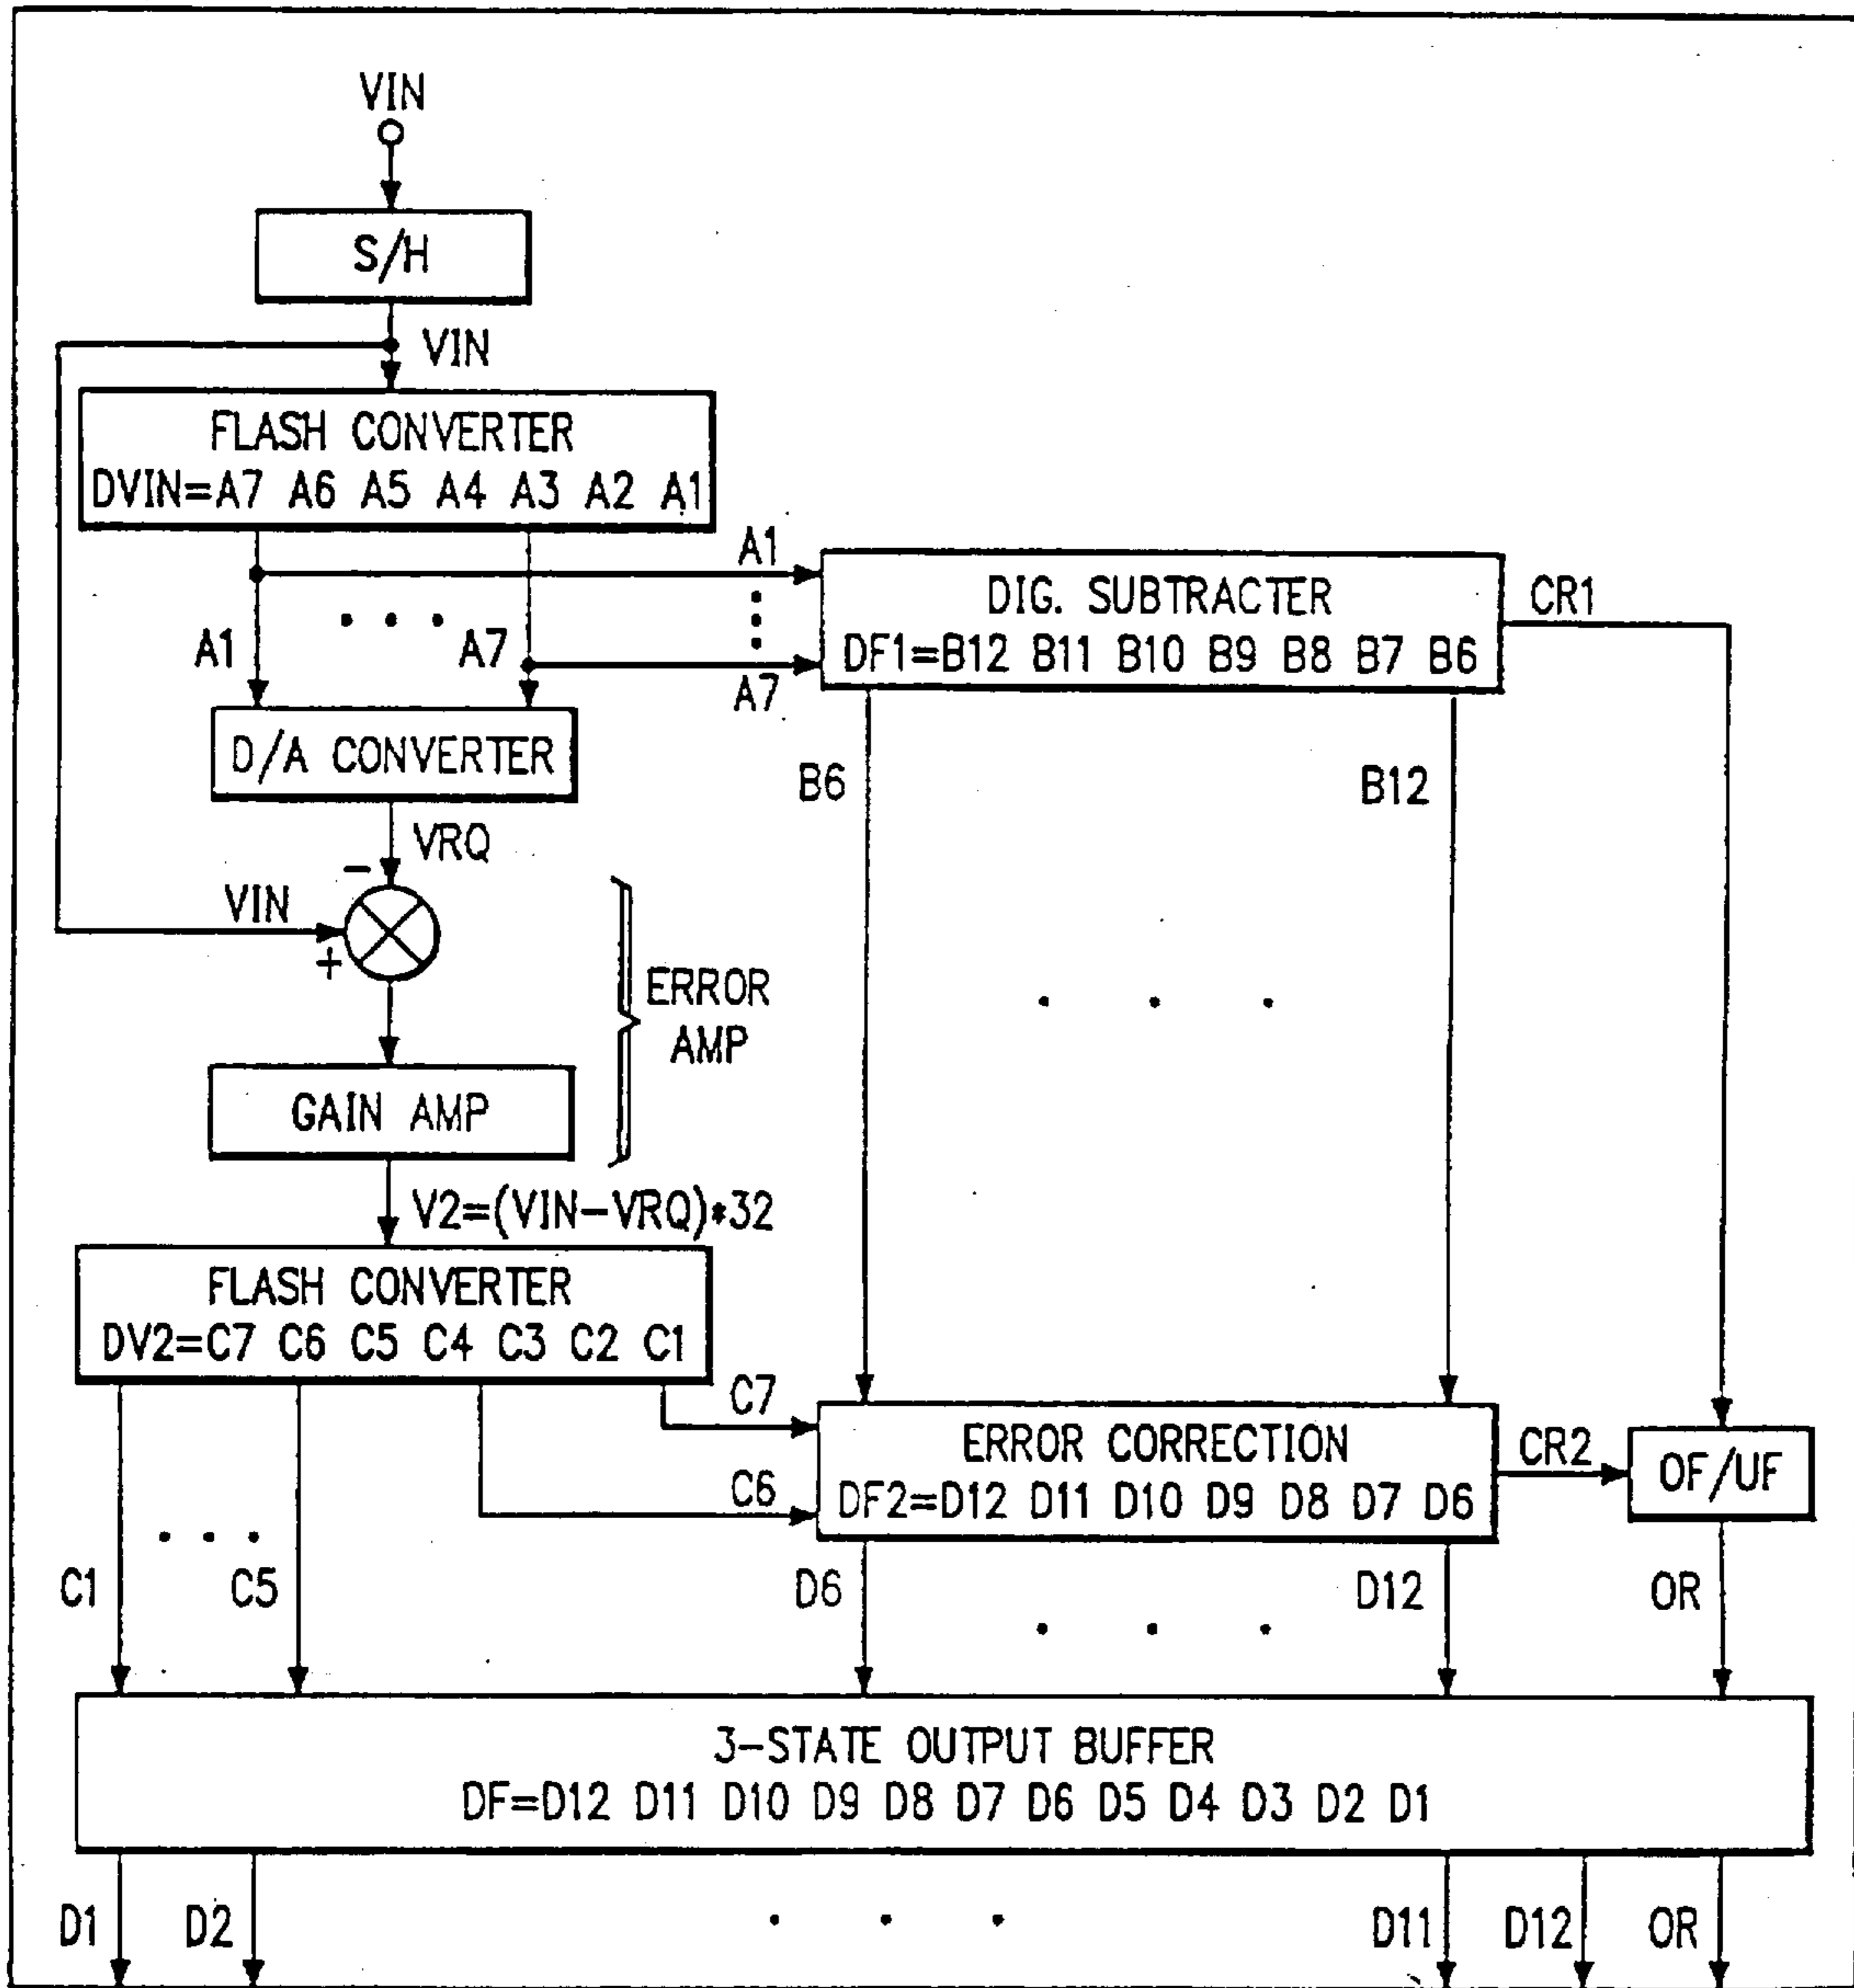 VIN
S/H
VIN
FLASH CONVERTER
DVIN=A7 A6 A5 A4 A3 A2 A1
A1
DIG. SUBTRACTER
DF1=B12 B11 B10 B9 B8 B7 B6
CR1
A1
A7
A7
D/A CONVERTER
B6
B12
VRQ
-
VIN
+
ERROR
AMP
GAIN AMP
V2=(VIN-VRQ)*32
FLASH CONVERTER
DV2=C7 C6 C5 C4 C3 C2 C1
C7
C6
ERROR CORRECTION
DF2=D12 D11 D10 D9 D8 D7 D6
CR2
OF/UF
C1
C5
D6
D12
OR
3-STATE OUTPUT BUFFER
DF=D12 D11 D10 D9 D8 D7 D6 D5 D4 D3 D2 D1
D1
D2
D11
D12
OR